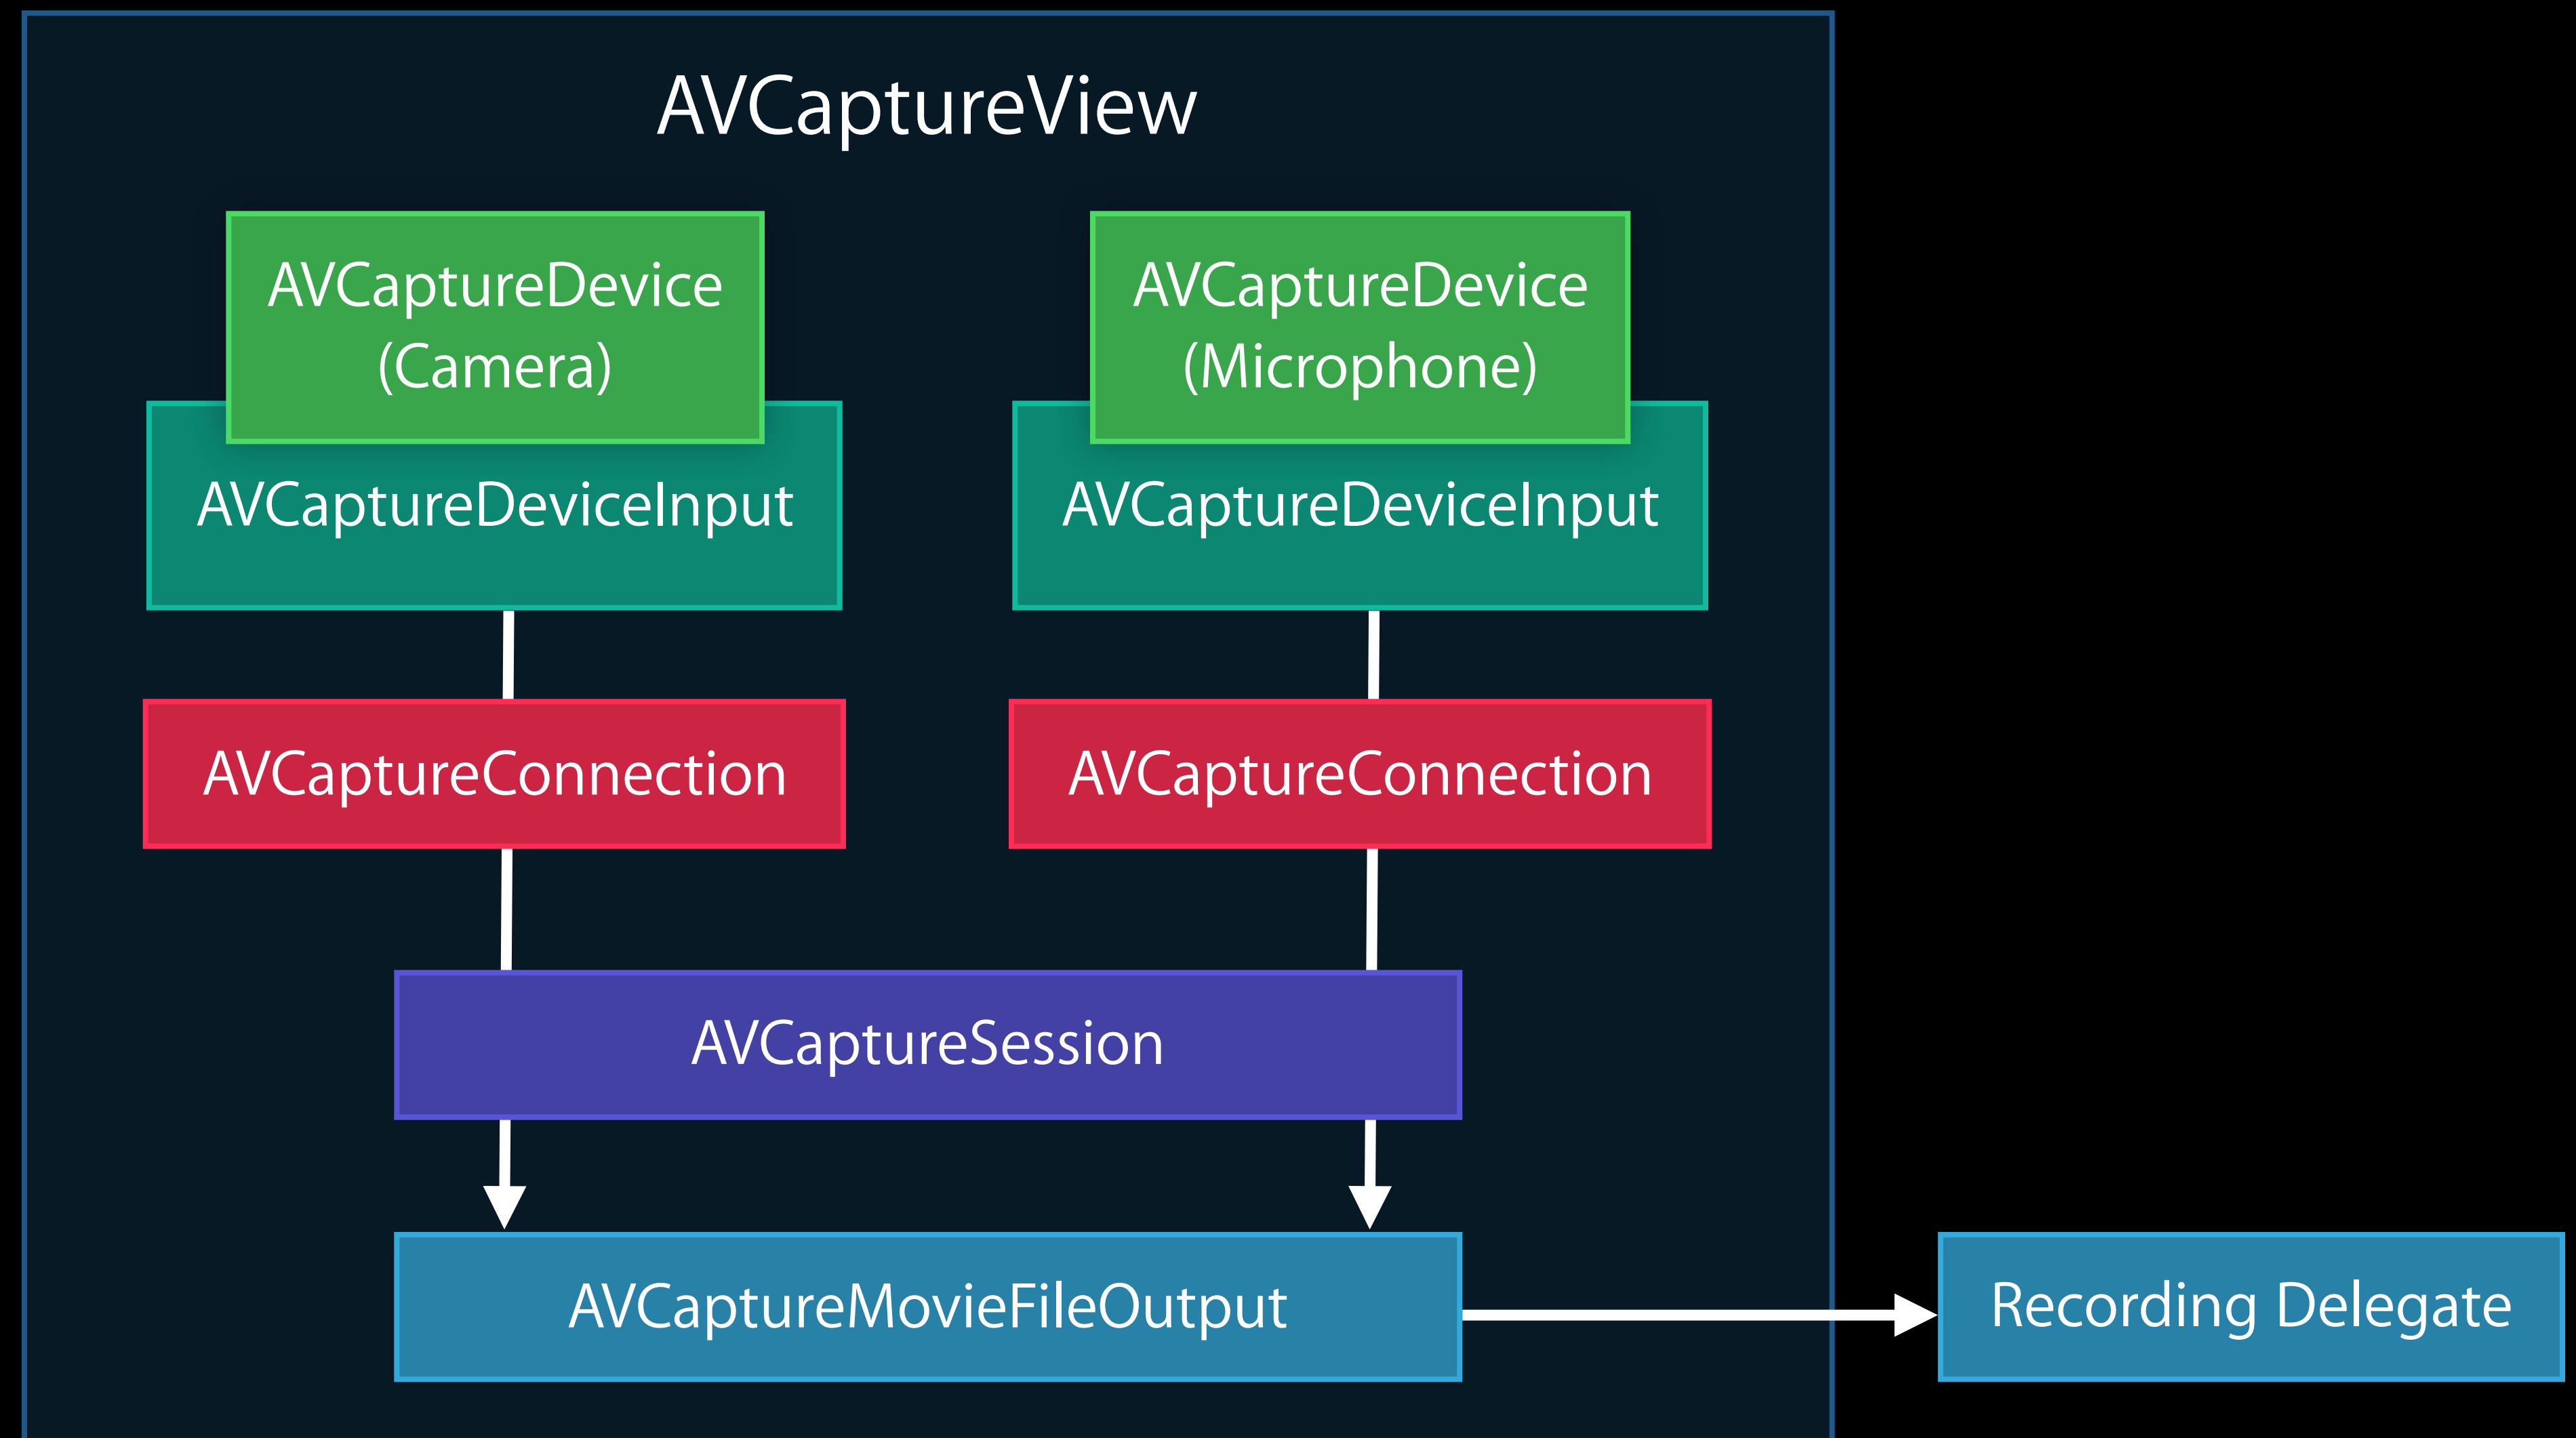 AVCaptureView
AVCaptureDevice
(Camera)
AVCaptureDevice
(Microphone)
AVCaptureDeviceInput
AVCaptureDeviceInput
AVCaptureConnection
AVCaptureConnection
AVCaptureSession
AVCaptureMovieFileOutput
Recording Delegate